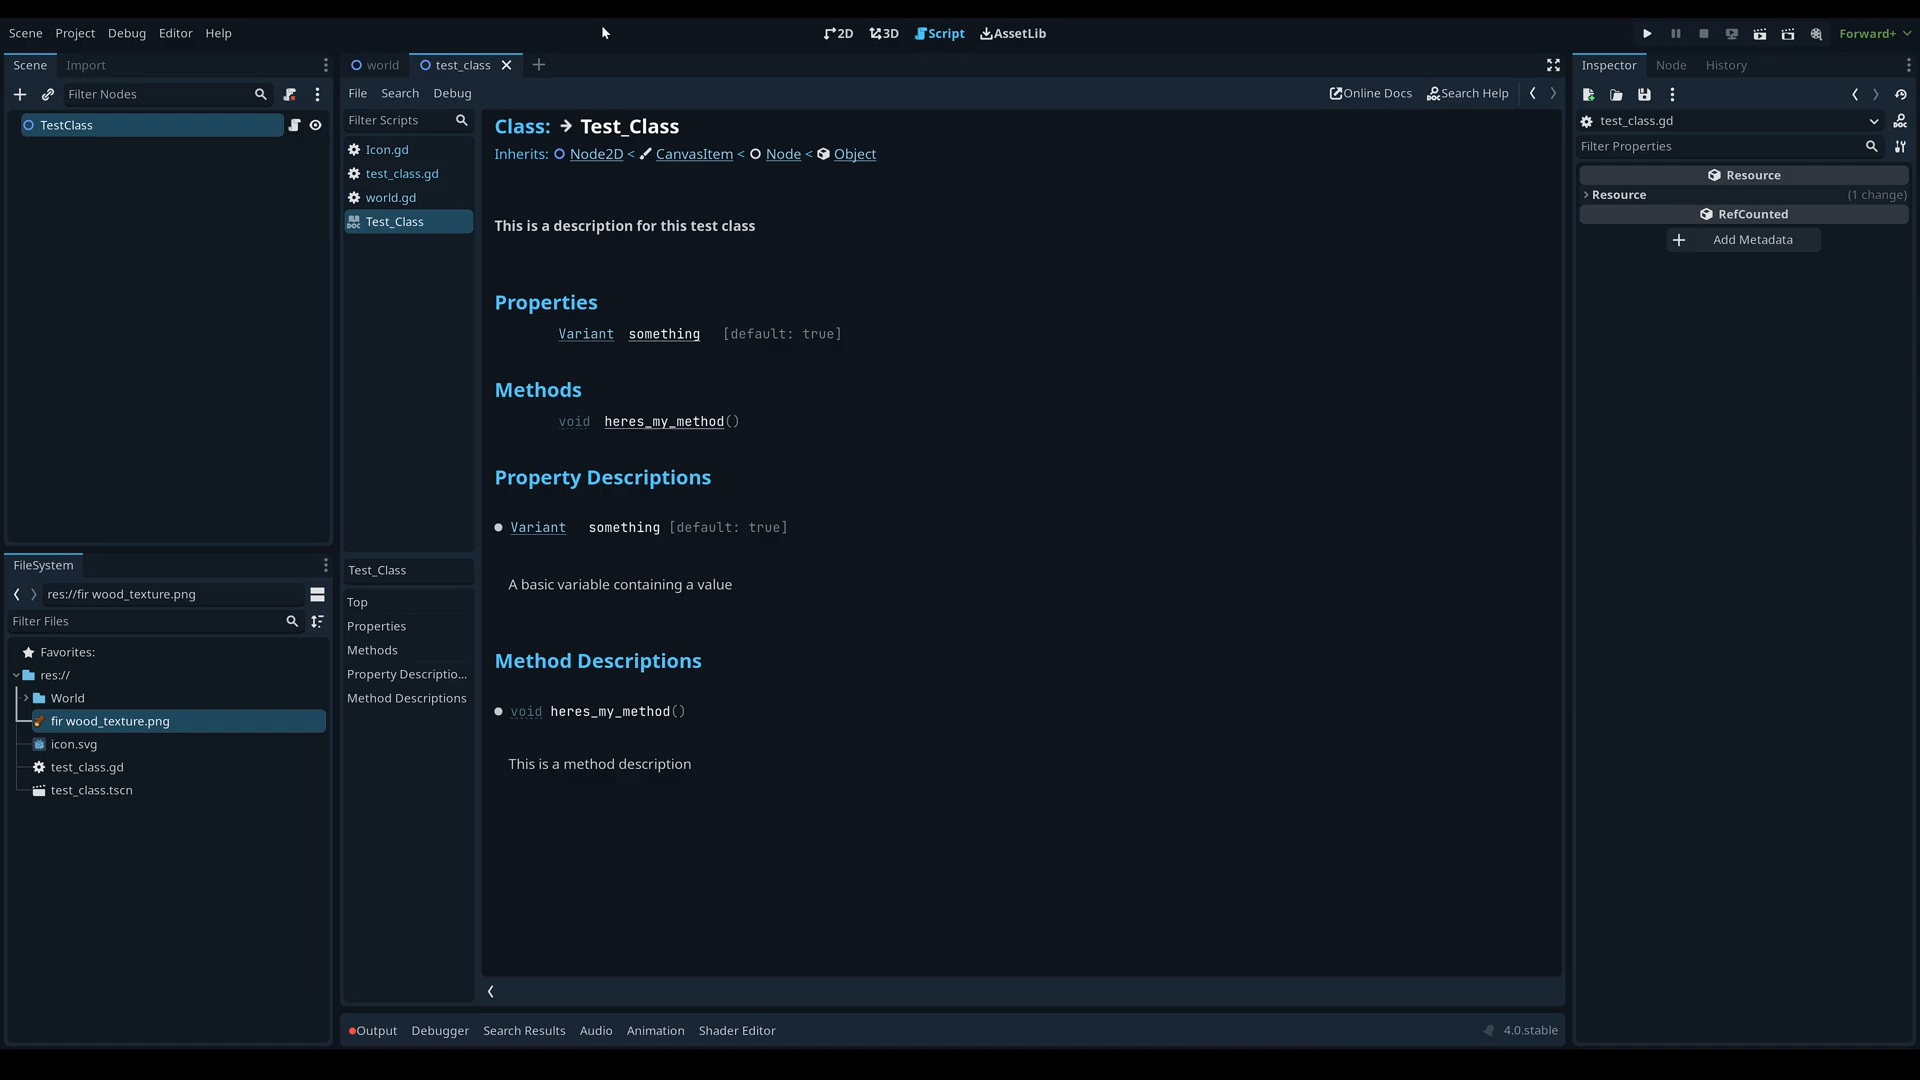 Scene Project Debug Editor Help
2D 3D Script AssetLib
Forward+
Scene Import
Filter Nodes
TestClass
FileSystem
res://fir wood_texture.png
Filter Files
Favorites:
res://
World
fir wood_texture.png
icon.svg
test_class.gd
test_class.tscn
world test_class
File Search Debug
Online Docs Search Help
Filter Scripts
Icon.gd
test_class.gd
world.gd
Test_Class
Test_Class
Top
Properties
Methods
Property Descriptio...
Method Descriptions
Class: Test_Class
Inherits: Node2D < CanvasItem < Node < Object
This is a description for this test class
Properties
Variant something [default: true]
Methods
void heres_my_method()
Property Descriptions
Variant something [default: true]
A basic variable containing a value
Method Descriptions
void heres_my_method()
This is a method description
Output Debugger Search Results Audio Animation Shader Editor
4.0.stable
Inspector Node History
test_class.gd
Filter Properties
Resource
Resource (1 change)
RefCounted
Add Metadata